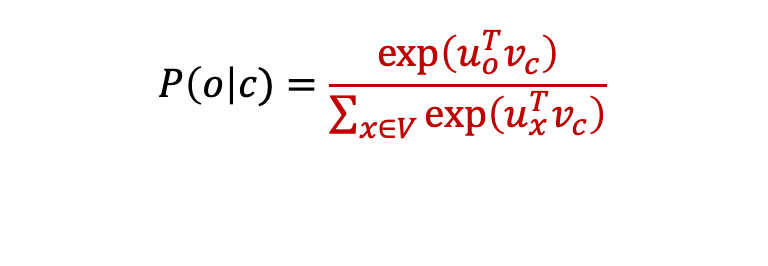 P(o|c) = exp(u_o^T v_c) / ∑_{x∈V} exp(u_x^T v_c)